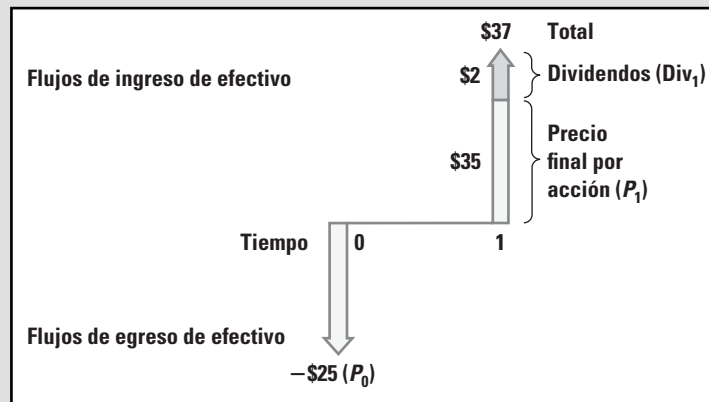 $37 Total
Flujos de ingreso de efectivo
$2 Dividendos (Div₁)
$35
Precio
final por
acción (P₁)
Tiempo 0 1
Flujos de egreso de efectivo
−$25 (P₀)